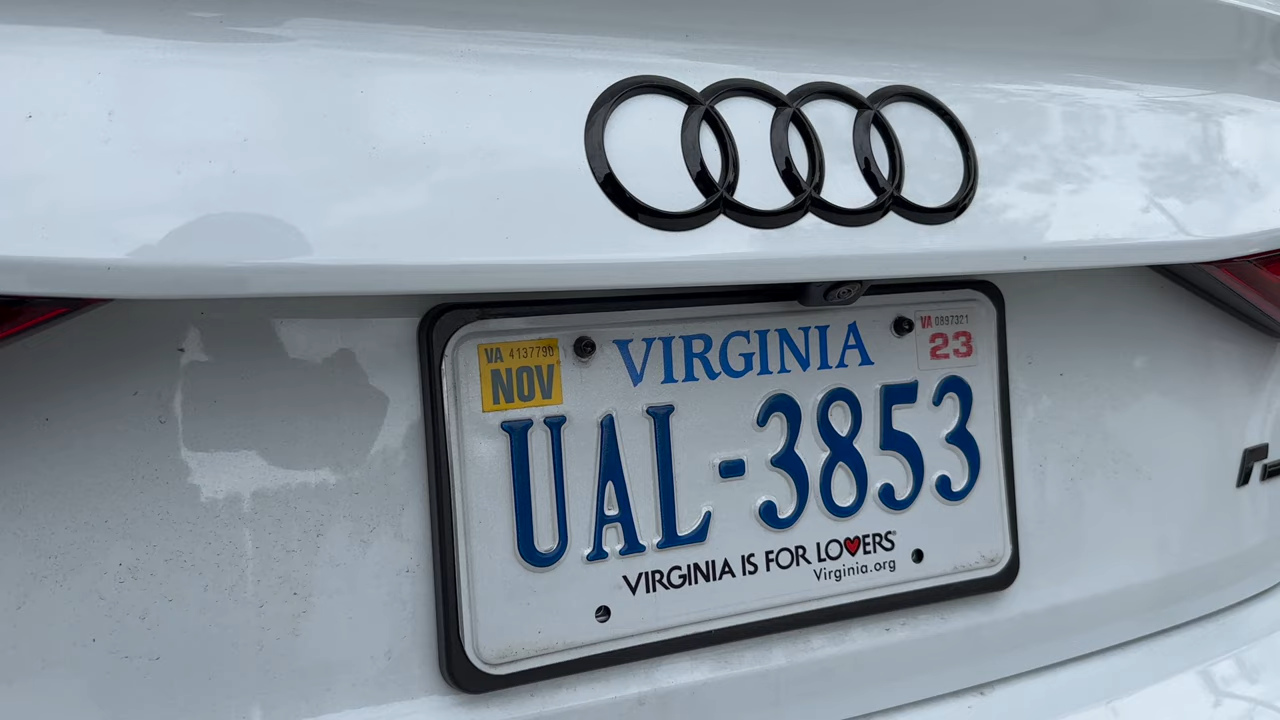 VA 4137790
NOV
VIRGINIA
VA 0897321
23
UAL-3853
VIRGINIA IS FOR LOVERS
Virginia.org